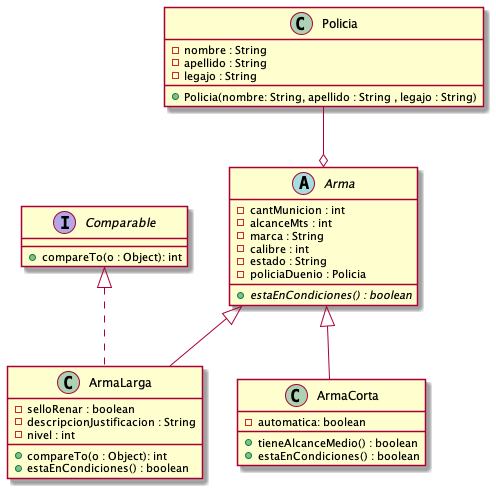 C Policia
nombre : String
apellido : String
legajo : String
Policia(nombre: String, apellido : String , legajo : String)
A Arma
cantMunicion : int
alcanceMts : int
marca : String
calibre : int
estado : String
policiaDuenio : Policia
estaEnCondiciones() : boolean
I Comparable
compareTo(o : Object): int
C ArmaLarga
selloRenar : boolean
descripcionJustificacion : String
nivel : int
compareTo(o : Object): int
estaEnCondiciones() : boolean
C ArmaCorta
automatica: boolean
tieneAlcanceMedio() : boolean
estaEnCondiciones() : boolean